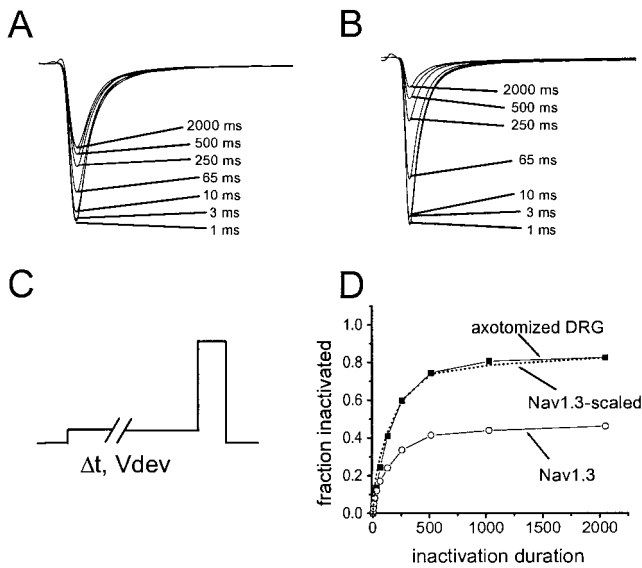 A
2000 ms
500 ms
250 ms
65 ms
10 ms
3 ms
1 ms
B
2000 ms
500 ms
250 ms
65 ms
10 ms
3 ms
1 ms
C
Δt, Vdev
D
fraction inactivated
1.0
0.8
0.6
0.4
0.2
0.0
axotomized DRG
Nav1.3-scaled
Nav1.3
0
500
1000
1500
2000
inactivation duration